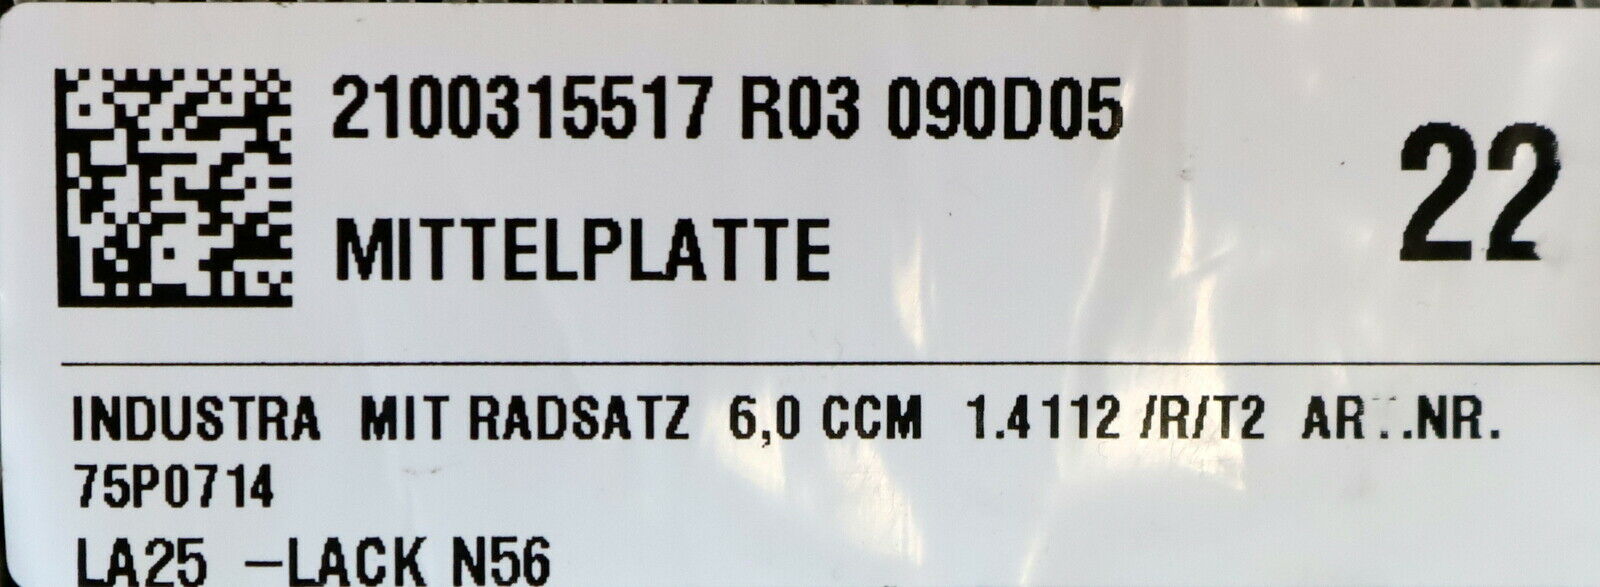 2100315517 R03 090D05
22
MITTELPLATTE
INDUSTRA MIT RADSATZ 6,0 CCM 1.4112 /R/T2 ART.NR.
75P0714
LA25 -LACK N56